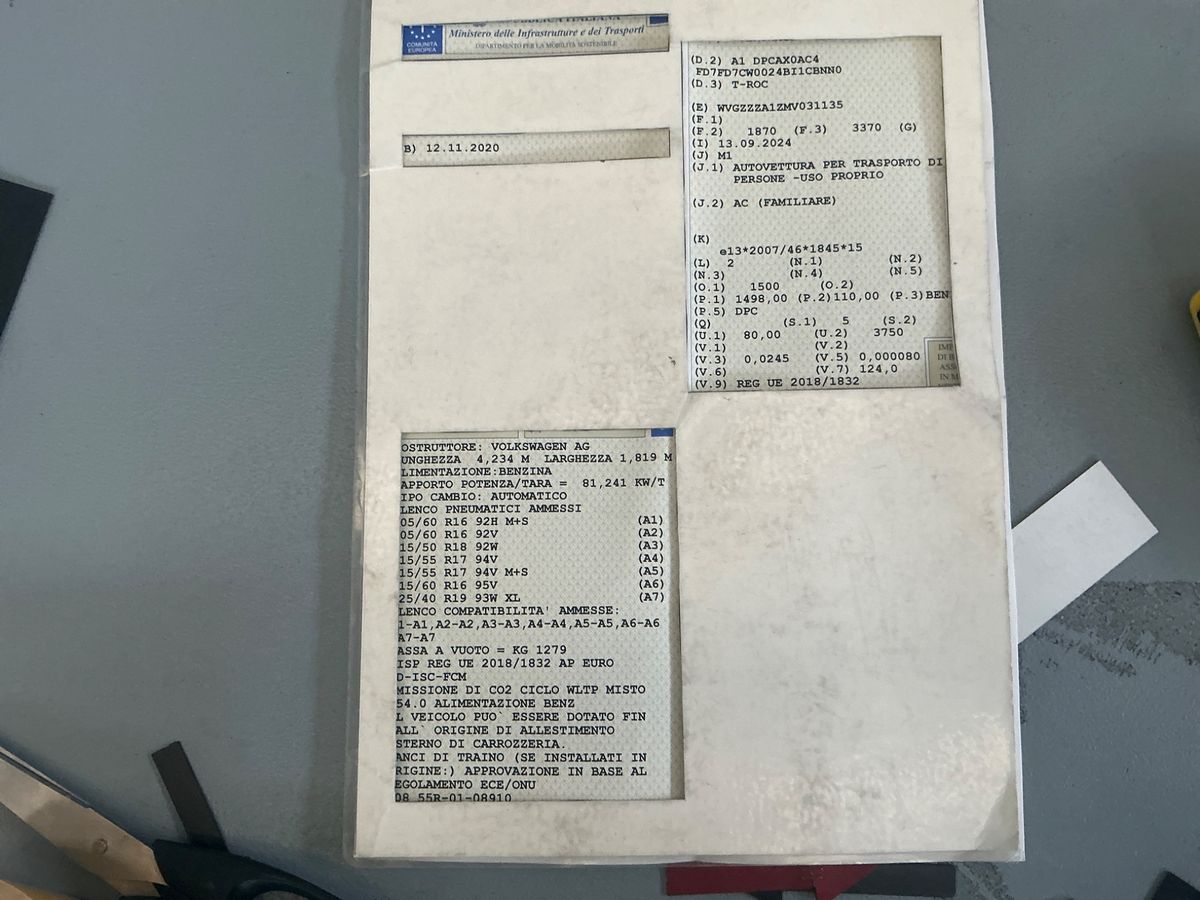 REPUBBLICA ITALIANA
Ministero delle Infrastrutture e dei Trasporti
COMUNITA EUROPEA
DIPARTIMENTO PER LA MOBILITÀ SOSTENIBILE
B) 12.11.2020
(D.2) A1 DPCAX0AC4
FD7FD7CW0024BI1CBNN0
(D.3) T-ROC
(E) WVGZZZA1ZMV031135
(F.1)
(F.2) 1870 (F.3) 3370 (G)
(I) 13.09.2024
(J) M1
(J.1) AUTOVETTURA PER TRASPORTO DI
PERSONE -USO PROPRIO
(J.2) AC (FAMILIARE)
(K)
e13*2007/46*1845*15
(L) 2 (N.1) (N.2)
(N.3) (N.4) (N.5)
(O.1) 1500 (O.2)
(P.1) 1498,00 (P.2)110,00 (P.3)BEN
(P.5) DPC
(Q) (S.1) 5 (S.2)
(U.1) 80,00 (U.2) 3750
(V.1) (V.2)
(V.3) 0,0245 (V.5) 0,000080
(V.6) (V.7) 124,0
(V.9) REG UE 2018/1832
IMP
DI B
ASS
IN M
OSTRUTTORE: VOLKSWAGEN AG
UNGHEZZA 4,234 M LARGHEZZA 1,819 M
LIMENTAZIONE:BENZINA
APPORTO POTENZA/TARA = 81,241 KW/T
IPO CAMBIO: AUTOMATICO
LENCO PNEUMATICI AMMESSI
05/60 R16 92H M+S (A1)
05/60 R16 92V (A2)
15/50 R18 92W (A3)
15/55 R17 94V (A4)
15/55 R17 94V M+S (A5)
15/60 R16 95V (A6)
25/40 R19 93W XL (A7)
LENCO COMPATIBILITA' AMMESSE:
1-A1,A2-A2,A3-A3,A4-A4,A5-A5,A6-A6
A7-A7
ASSA A VUOTO = KG 1279
ISP REG UE 2018/1832 AP EURO
D-ISC-FCM
MISSIONE DI CO2 CICLO WLTP MISTO
54.0 ALIMENTAZIONE BENZ
L VEICOLO PUO` ESSERE DOTATO FIN
ALL` ORIGINE DI ALLESTIMENTO
STERNO DI CARROZZERIA.
ANCI DI TRAINO (SE INSTALLATI IN
RIGINE:) APPROVAZIONE IN BASE AL
EGOLAMENTO ECE/ONU
08 55R-01-08910